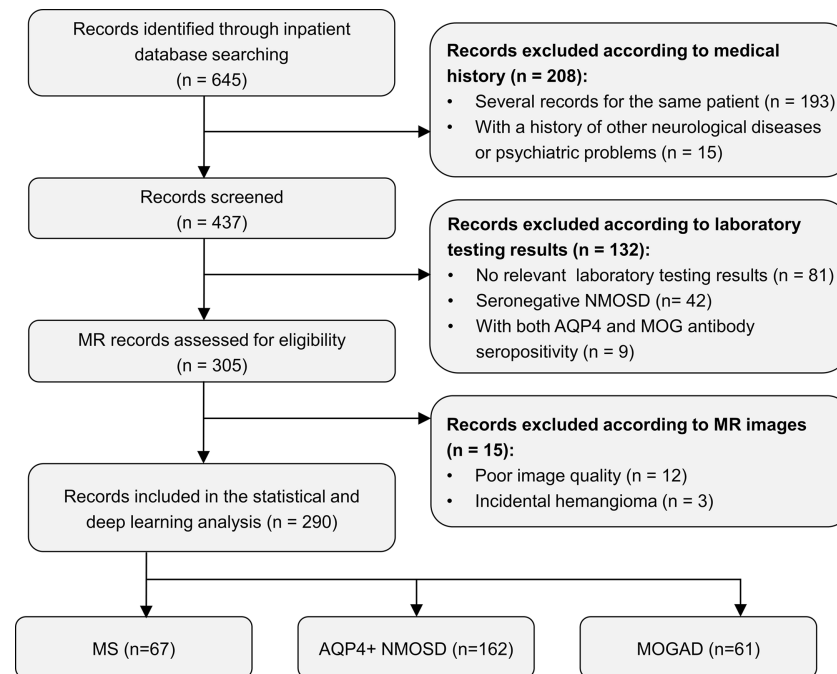 Records identified through inpatient
database searching
(n = 645)
Records excluded according to medical
history (n = 208):
• Several records for the same patient (n = 193)
• With a history of other neurological diseases
or psychiatric problems (n = 15)
Records screened
(n = 437)
Records excluded according to laboratory
testing results (n = 132):
• No relevant laboratory testing results (n = 81)
• Seronegative NMOSD (n = 42)
• With both AQP4 and MOG antibody
seropositivity (n = 9)
MR records assessed for eligibility
(n = 305)
Records excluded according to MR images
(n = 15):
• Poor image quality (n = 12)
• Incidental hemangioma (n = 3)
Records included in the statistical and
deep learning analysis (n = 290)
MS (n=67)
AQP4+ NMOSD (n=162)
MOGAD (n=61)